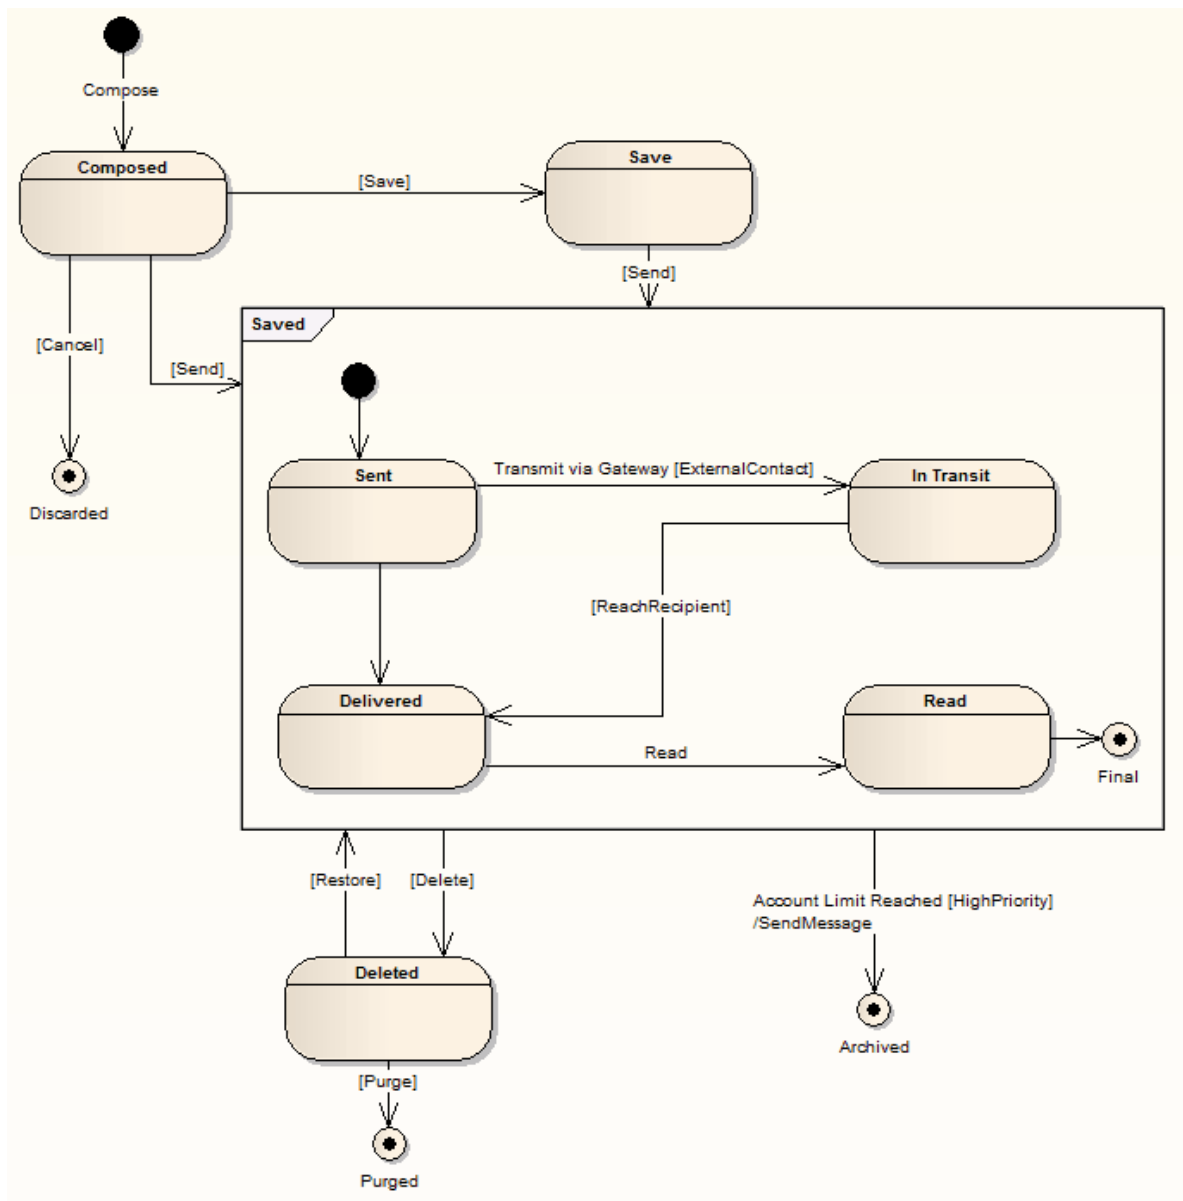 Compose
Composed
[Save]
Save
[Send]
Saved
[Cancel]
[Send]
Sent
Transmit via Gateway [ExternalContact]
In Transit
Discarded
[ReachRecipient]
Delivered
Read
Read
Final
[Restore]
[Delete]
Account Limit Reached [HighPriority]
/SendMessage
Deleted
Archived
[Purge]
Purged